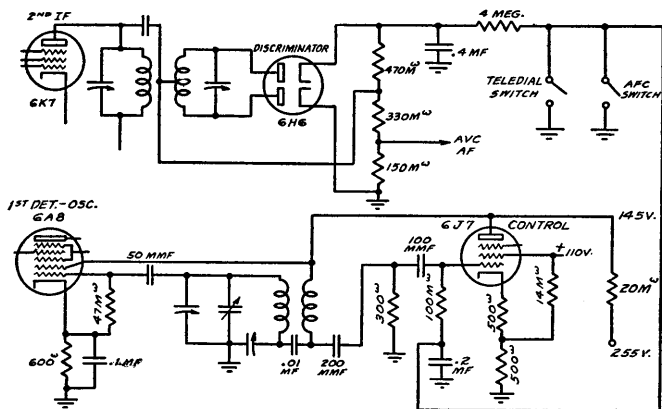 2ND IF
6K7
DISCRIMINATOR
6H6
470Mω
.4 MF
4 MEG.
TELEDIAL
SWITCH
AFC
SWITCH
330Mω
AVC
AF
150Mω
1ST DET.-OSC.
6A8
50 MMF
47Mω
600ω
.1MF
.01
MF
200
MMF
300ω
100
MMF
100Mω
.2
MF
6J7 CONTROL
+110V.
500ω
500ω
14Mω
145V.
20Mω
255V.